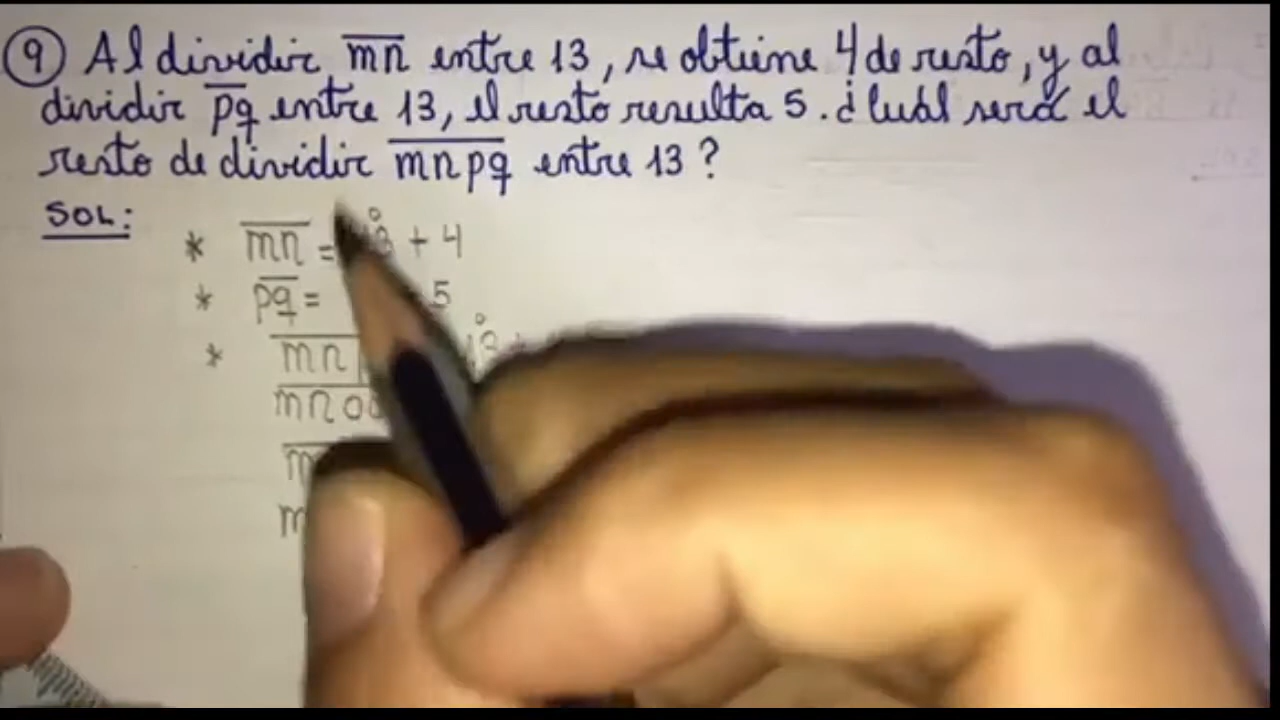 9 Al dividir mn entre 13, se obtiene 4 de resto, y al
dividir pq entre 13, el resto resulta 5. ¿Cuál será el
resto de dividir mnpq entre 13?
SOL:
* mn = + 4
* pq = 5
* mn 13
mn00
m
m